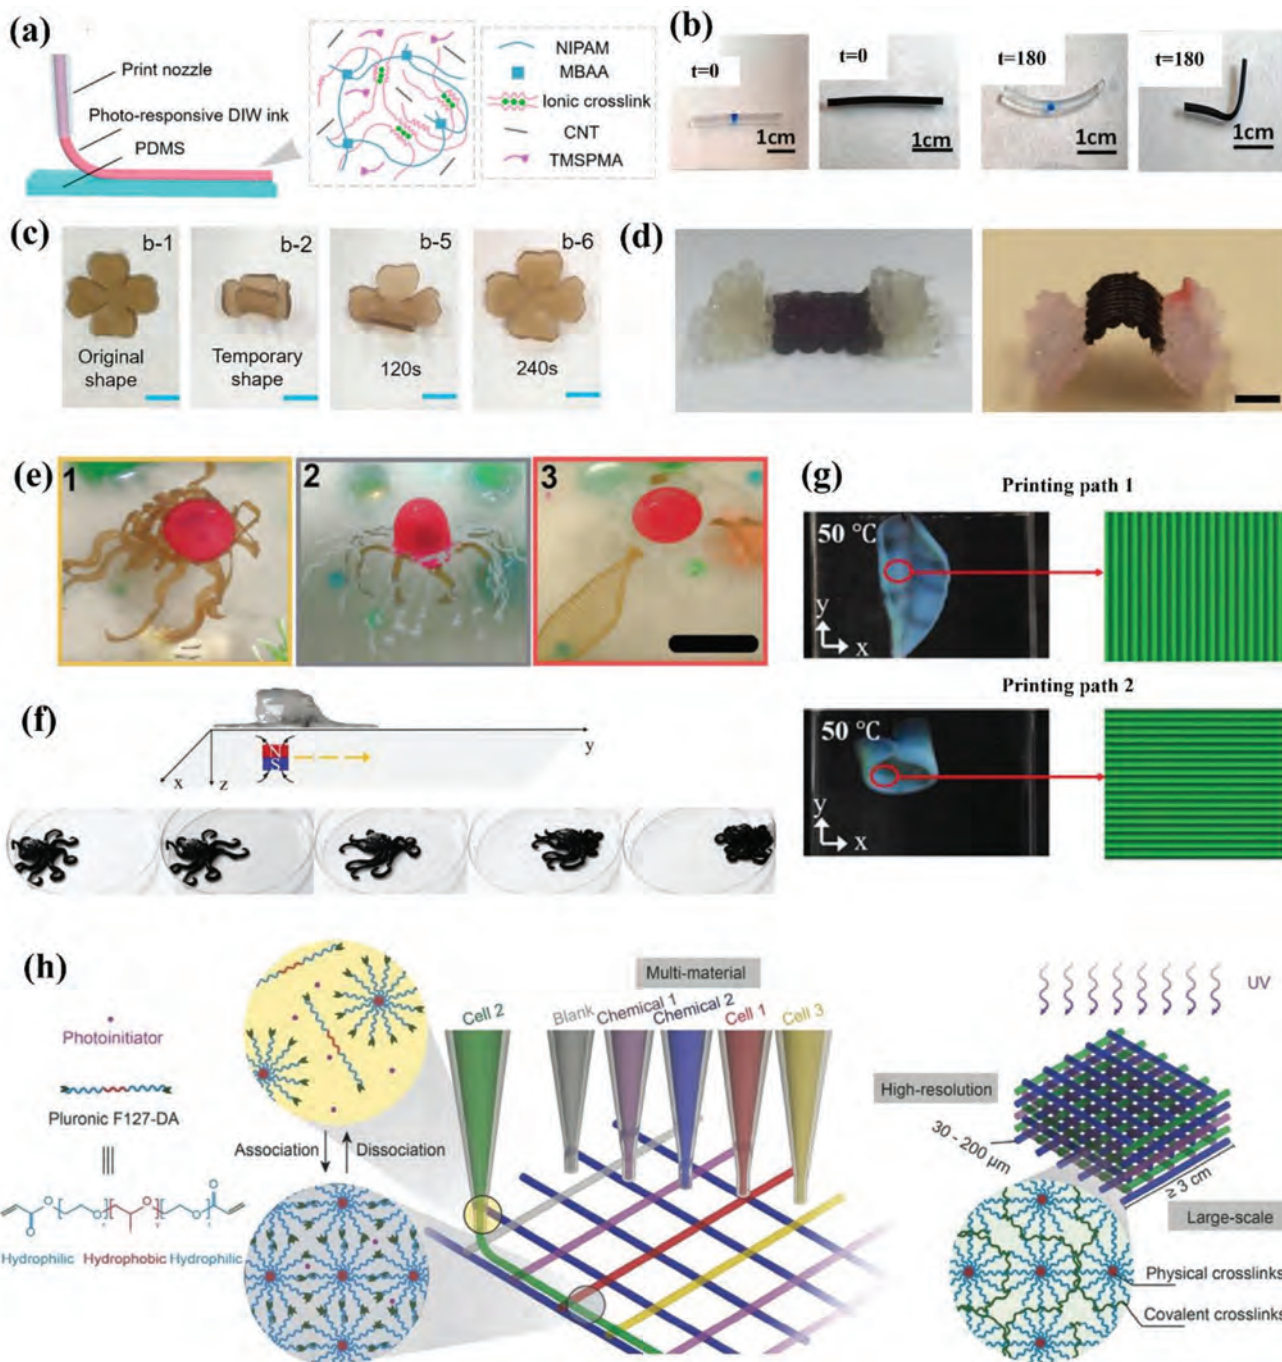 (a)
Print nozzle
Photo-responsive DIW ink
PDMS
NIPAM
MBAA
Ionic crosslink
CNT
TMSPMA
(b)
t=0
1cm
t=0
1cm
t=180
1cm
t=180
1cm
(c)
b-1
Original
shape
b-2
Temporary
shape
b-5
120s
b-6
240s
(d)
(e)
1
2
3
(f)
N
S
x
z
y
(g)
Printing path 1
50 °C
y
x
Printing path 2
50 °C
y
x
(h)
Photoinitiator
Pluronic F127-DA
Hydrophilic Hydrophobic Hydrophilic
Association
Dissociation
Multi-material
Cell 2
Blank
Chemical 1
Chemical 2
Cell 1
Cell 3
UV
High-resolution
30 - 200 μm
≥ 3 cm
Large-scale
Physical crosslinks
Covalent crosslinks